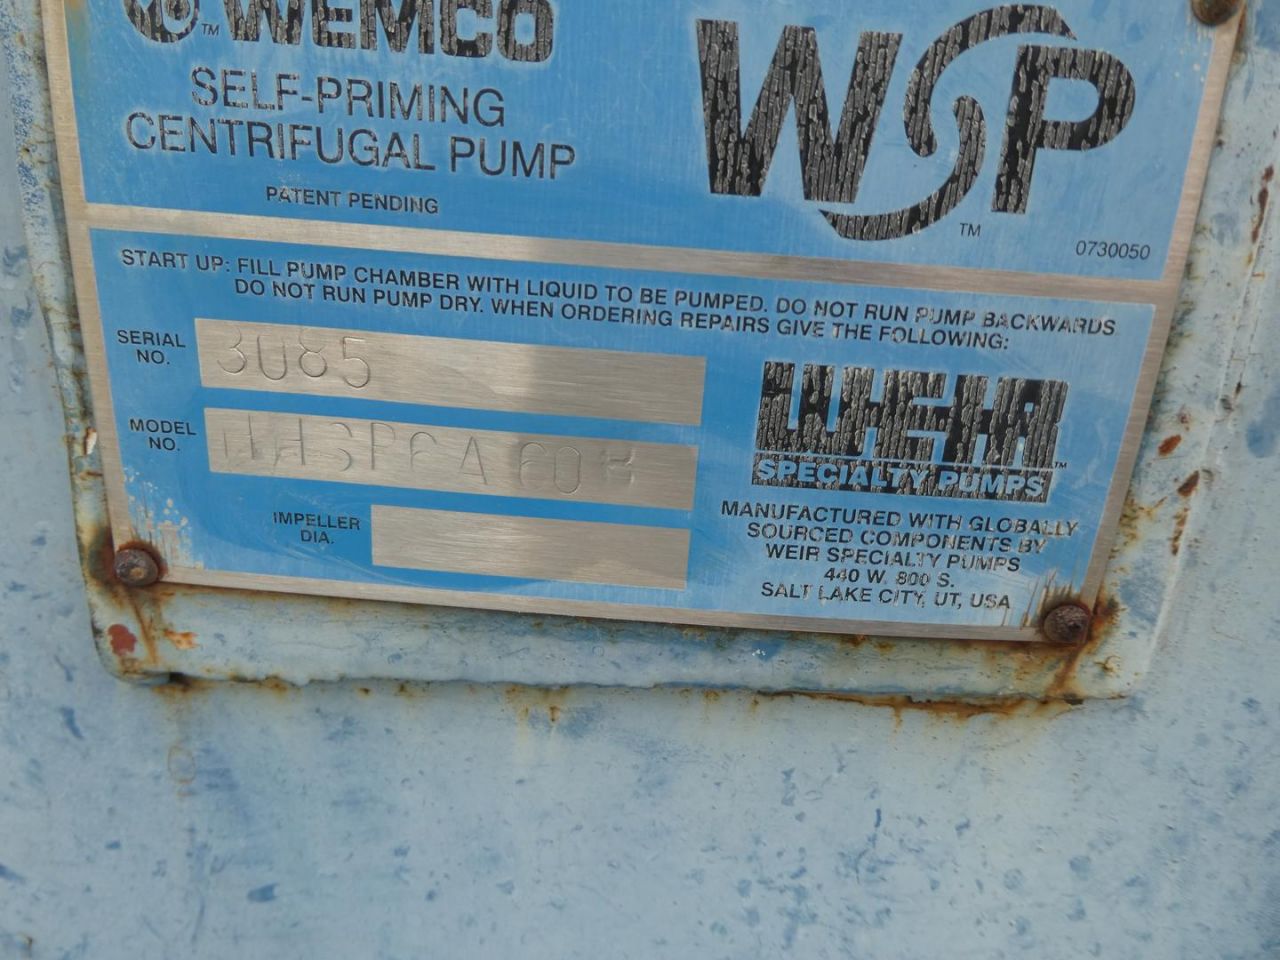 ™ WEMCO
SELF-PRIMING
CENTRIFUGAL PUMP
PATENT PENDING
WSP
™
0730050
START UP: FILL PUMP CHAMBER WITH LIQUID TO BE PUMPED. DO NOT RUN PUMP BACKWARDS
DO NOT RUN PUMP DRY. WHEN ORDERING REPAIRS GIVE THE FOLLOWING:
SERIAL
NO.
3085
MODEL
NO.
IMPELLER
DIA.
WEIR
™
SPECIALTY PUMPS
MANUFACTURED WITH GLOBALLY
SOURCED COMPONENTS BY
WEIR SPECIALTY PUMPS
440 W. 800 S.
SALT LAKE CITY, UT, USA